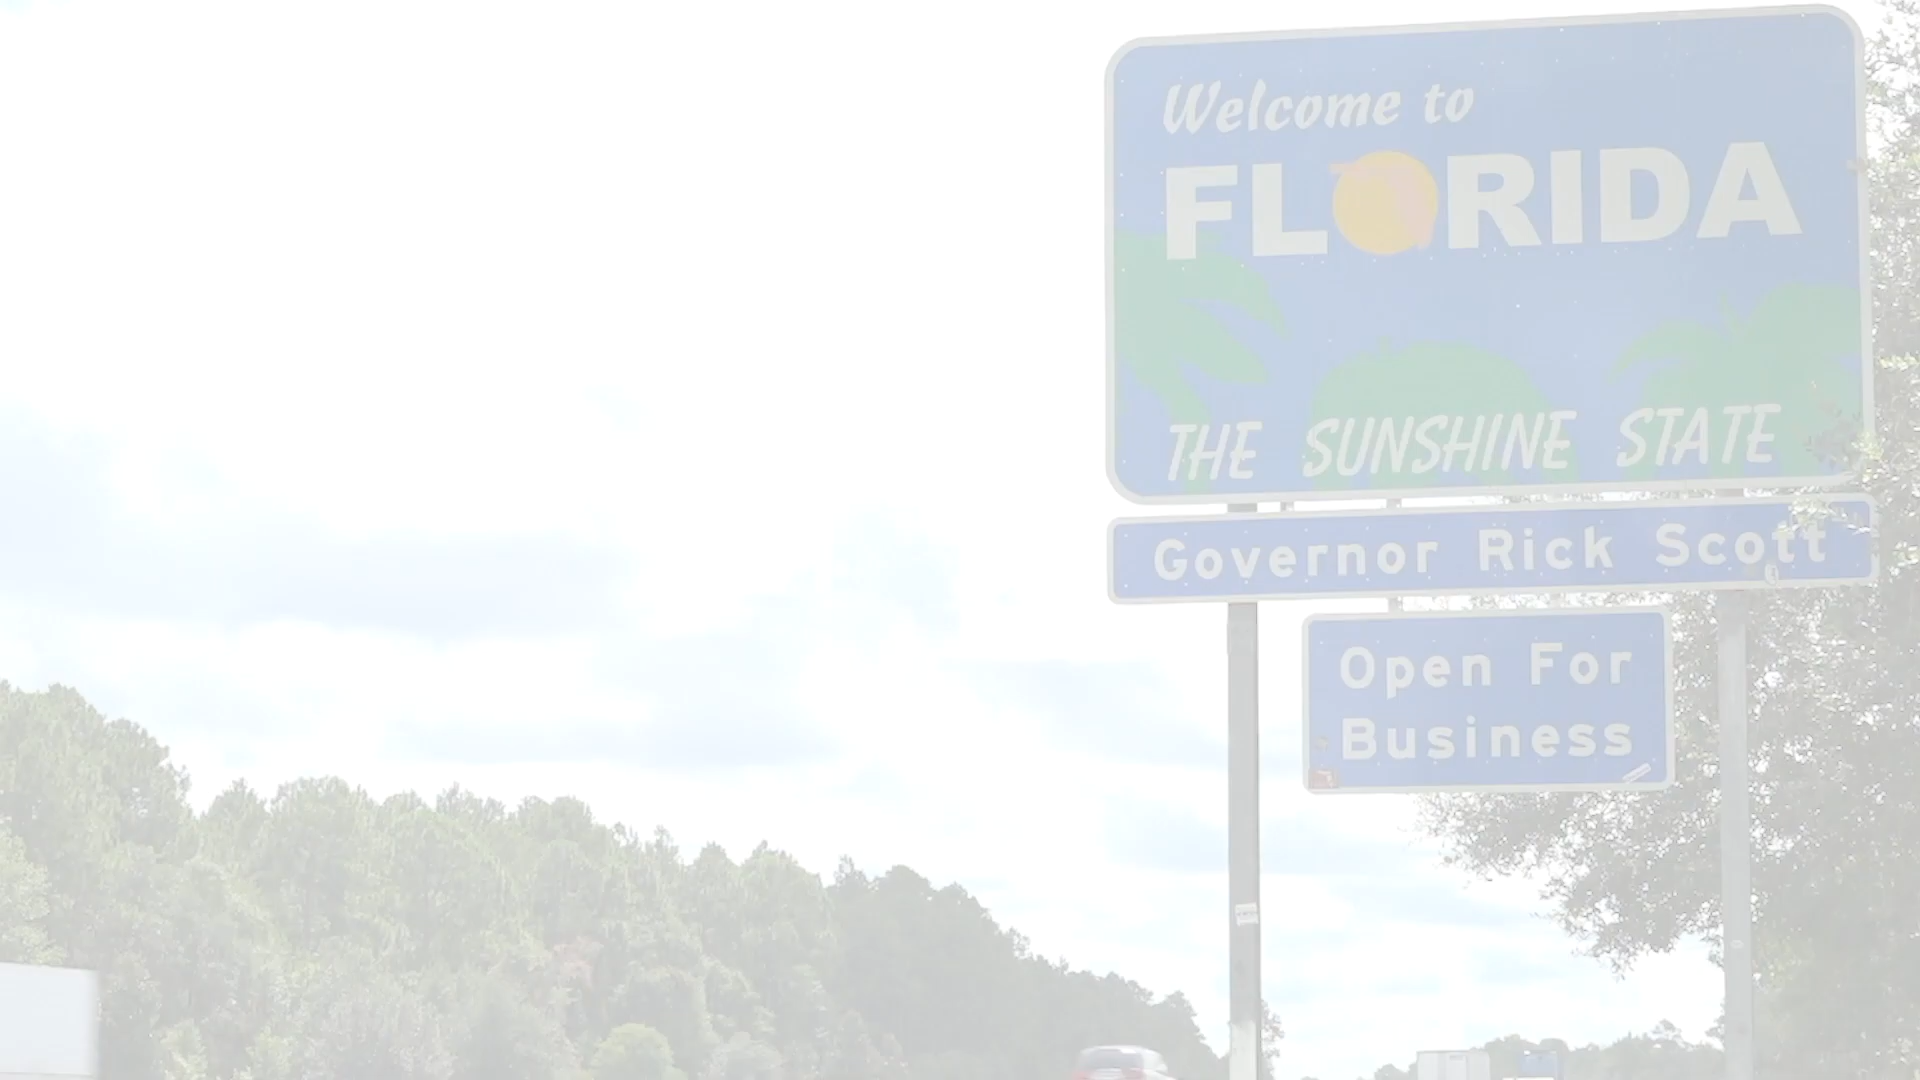 Welcome to
FLORIDA
THE SUNSHINE STATE
Governor Rick Scott
Open For
Business